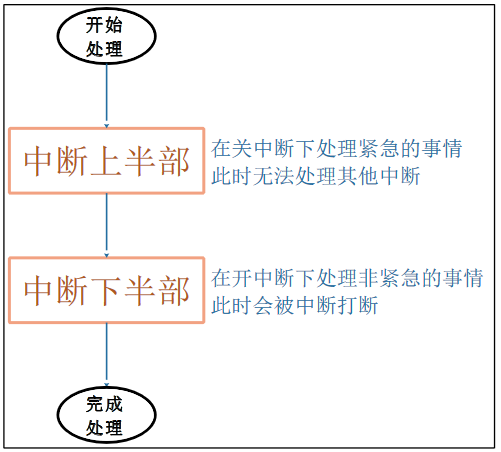 开始
处理
中断上半部
在关中断下处理紧急的事情
此时无法处理其他中断
中断下半部
在开中断下处理非紧急的事情
此时会被中断打断
完成
处理